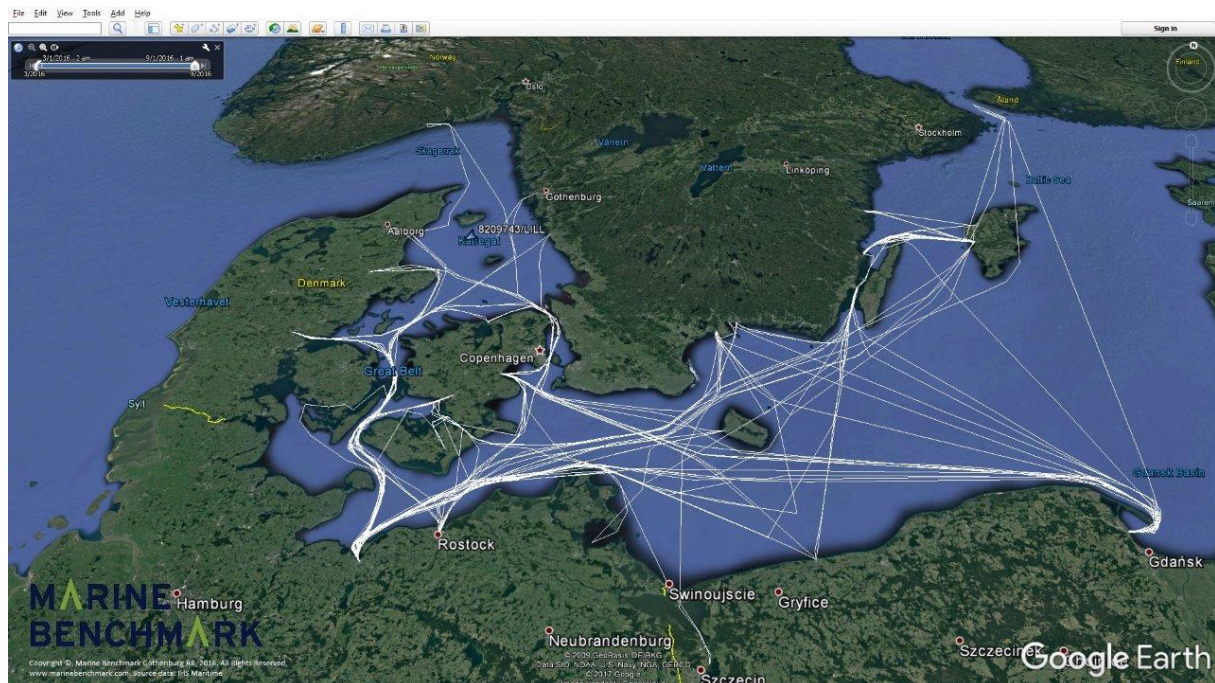 File Edit View Tools Add Help
Sign in
3/1/2016 - 2 am 9/1/2016 - 1 am
3/2016 9/2016
N
Norway
Finland
Oslo
Åland
Stockholm
Vänern
Skagerrak
Vättern
Linköping
Baltic Sea
Gothenburg
Saarem
Aalborg
8209743/LILL
Kattegat
Denmark
Vesterhavet
Copenhagen
Great Belt
Sylt
Gdansk Basin
Rostock
Gdańsk
MARINE
BENCHMARK
Hamburg
Swinoujscie
Gryfice
Neubrandenburg
Szczecinek
Google Earth
© 2009 GeoBasis-DE/BKG
Data SIO, NOAA, U.S. Navy, NGA, GEBCO
© 2017 Google
Szczecin
Copyright ©, Marine Benchmark Gothenburg AB, 2016, All Rights Reserved,
www.marinebenchmark.com, Source data: IHS Maritime